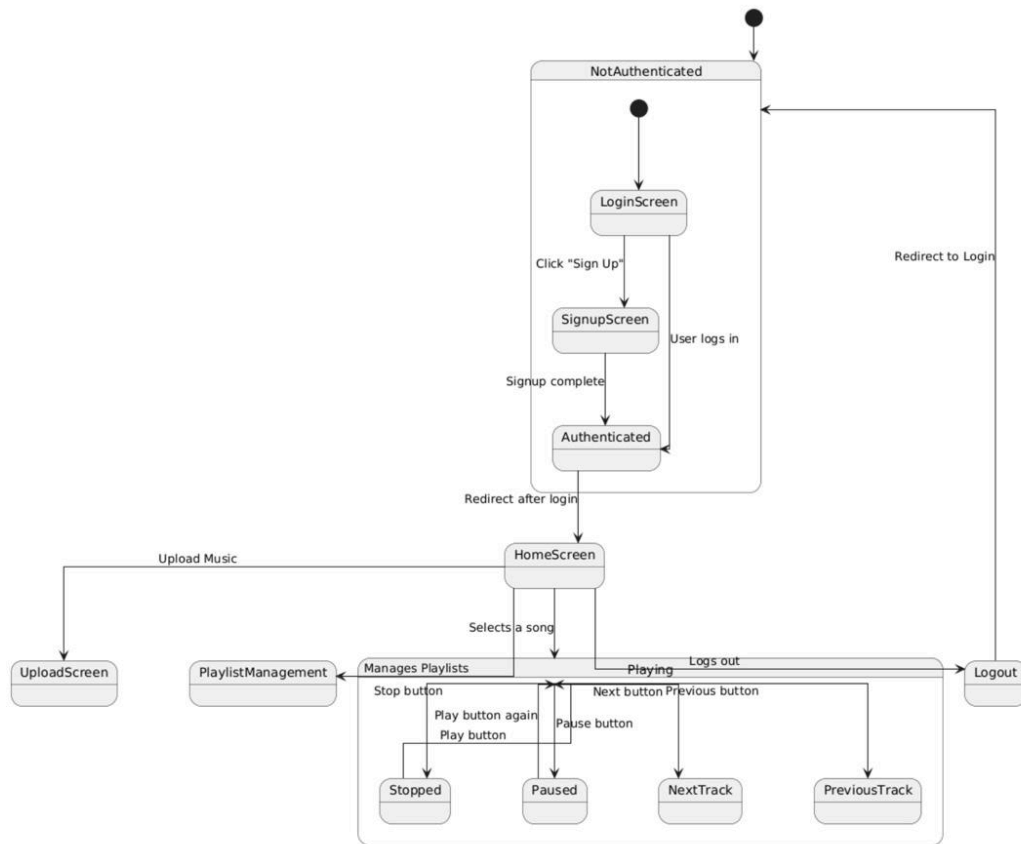 NotAuthenticated
LoginScreen
Redirect to Login
Click "Sign Up"
SignupScreen
User logs in
Signup complete
Authenticated
Redirect after login
HomeScreen
Upload Music
Selects a song
UploadScreen
PlaylistManagement
Manages Playlists
Playing
Logs out
Logout
Stop button
Next button
Previous button
Play button again
Pause button
Play button
Stopped
Paused
NextTrack
PreviousTrack